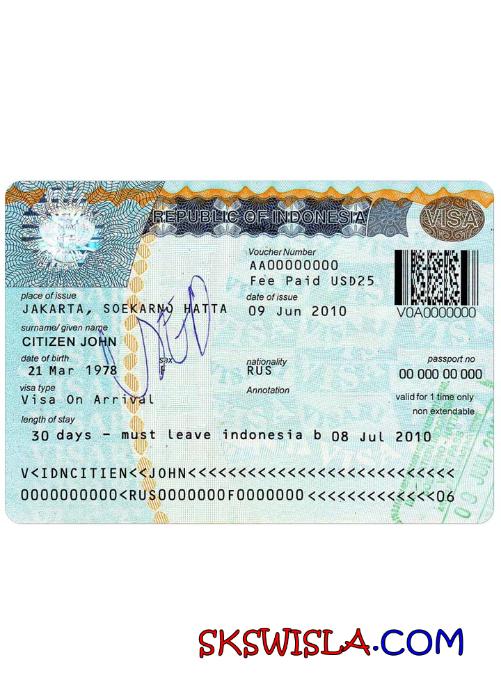 REPUBLIC OF INDONESIA
VISA
Voucher Number
AA00000000
Fee Paid USD25
V0A0000000
place of issue
date of issue
JAKARTA, SOEKARNO HATTA
09 Jun 2010
surname/ given name
CITIZEN JOHN
date of birth
sex
nationality
passport no
21 Mar 1978
F
RUS
00 000 00 000
visa type
Annotation
Visa On Arrival
valid for 1 time only
non extendable
length of stay
30 days - must leave indonesia b 08 Jul 2010
V<IDNCITIEN<<JOHN<<<<<<<<<<<<<<<<<<<<<<<<<<<
0000000000<RUS0000000F0000000<<<<<<<<<<<<<06
SKSWISLA.COM